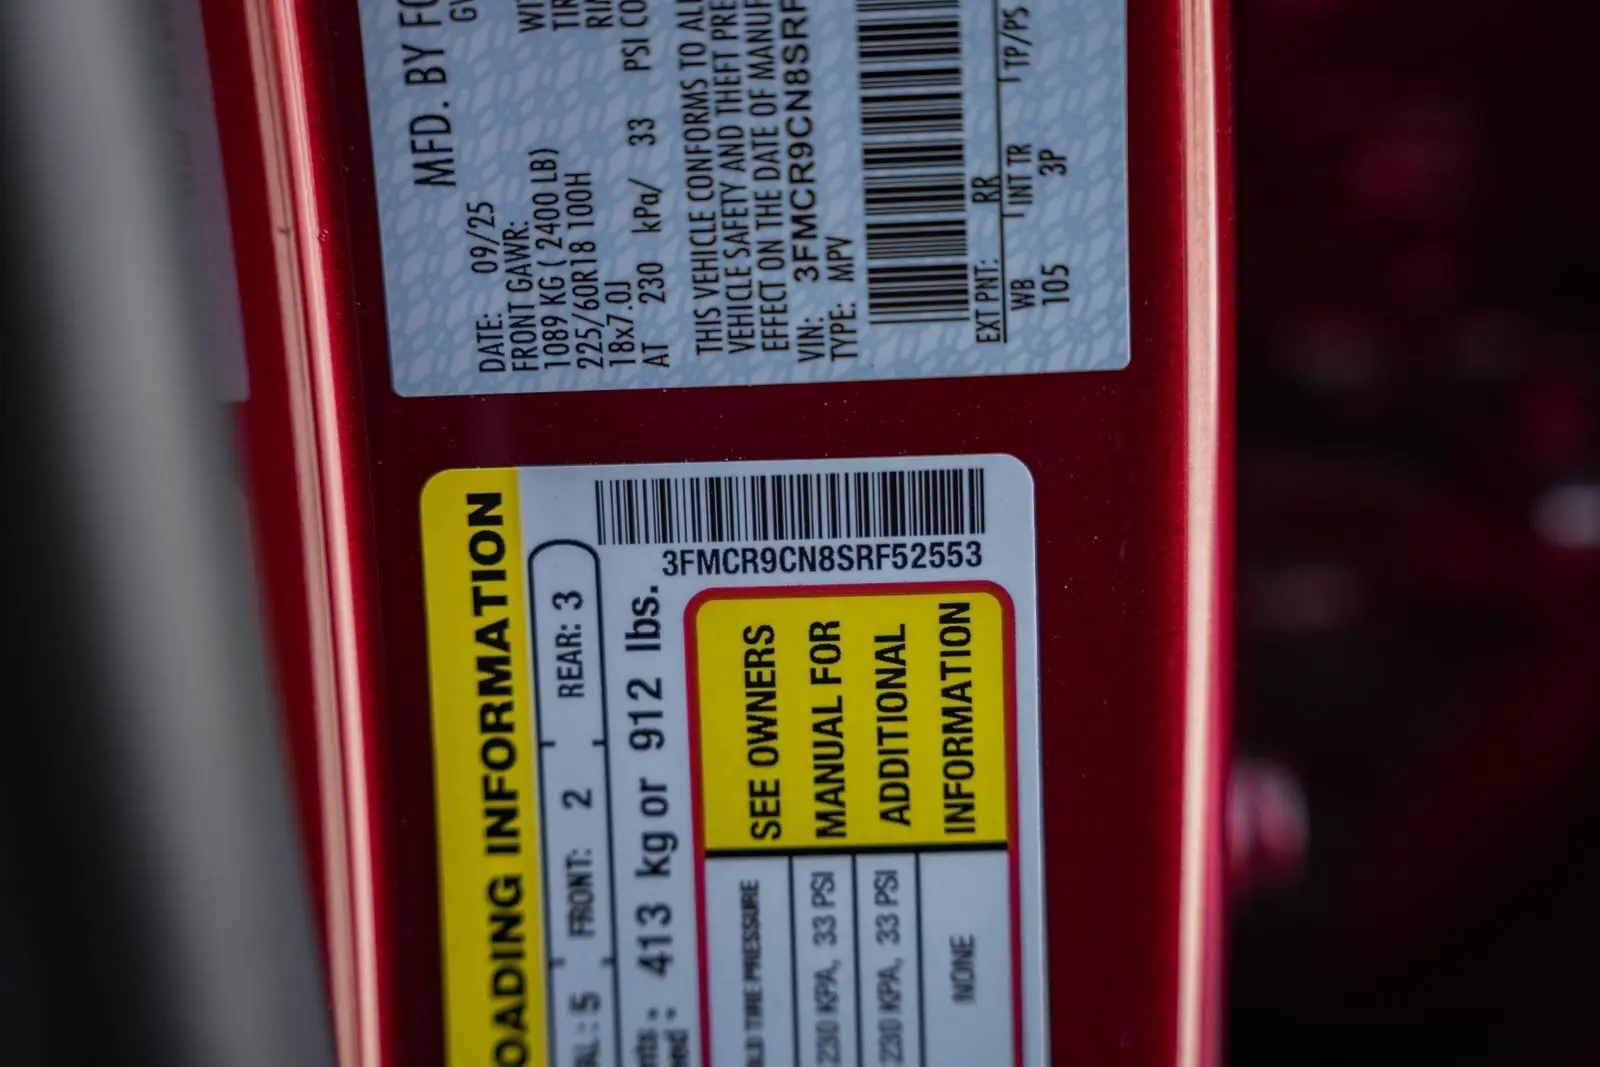 MFD. BY FO
DATE: 09/25
FRONT GAWR:
1089 KG ( 2400 LB)
225/60R18 100H
18x7.0J
AT 230 kPa/ 33 PSI CO
THIS VEHICLE CONFORMS TO
VEHICLE SAFETY AND THEFT
EFFECT ON THE DATE OF
VIN: 3FMCR9CN8SRF
TYPE: MPV
EXT PNT: RR
WB INT TR TP/PS
105 3P
3FMCR9CN8SRF52553
OADING INFORMATION
5 FRONT: 2 REAR: 3
413 kg or 912 lbs.
TIRE PRESSURE
230 KPA, 33 PSI
230 KPA, 33 PSI
NONE
SEE OWNERS
MANUAL FOR
ADDITIONAL
INFORMATION